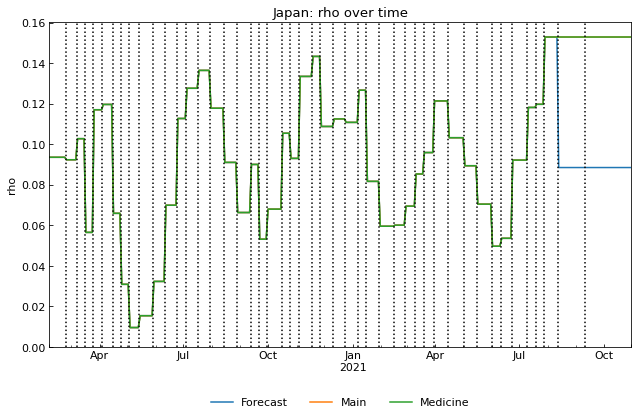 Japan: rho over time
0.16
0.14
0.12
0.10
0.08
0.06
0.04
0.02
0.00
rho
Apr Jul Oct Jan Apr Jul Oct
2021
Forecast Main Medicine